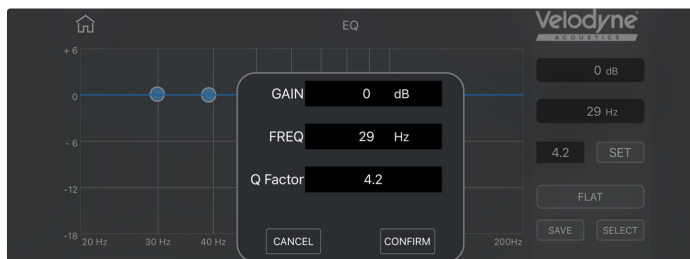 EQ
Velodyne®
ACOUSTICS
+ 6
0
- 6
-12
-18
20 Hz
30 Hz
40 Hz
200Hz
GAIN 0 dB
FREQ 29 Hz
Q Factor 4.2
CANCEL CONFIRM
0 dB
29 Hz
4.2 SET
FLAT
SAVE SELECT